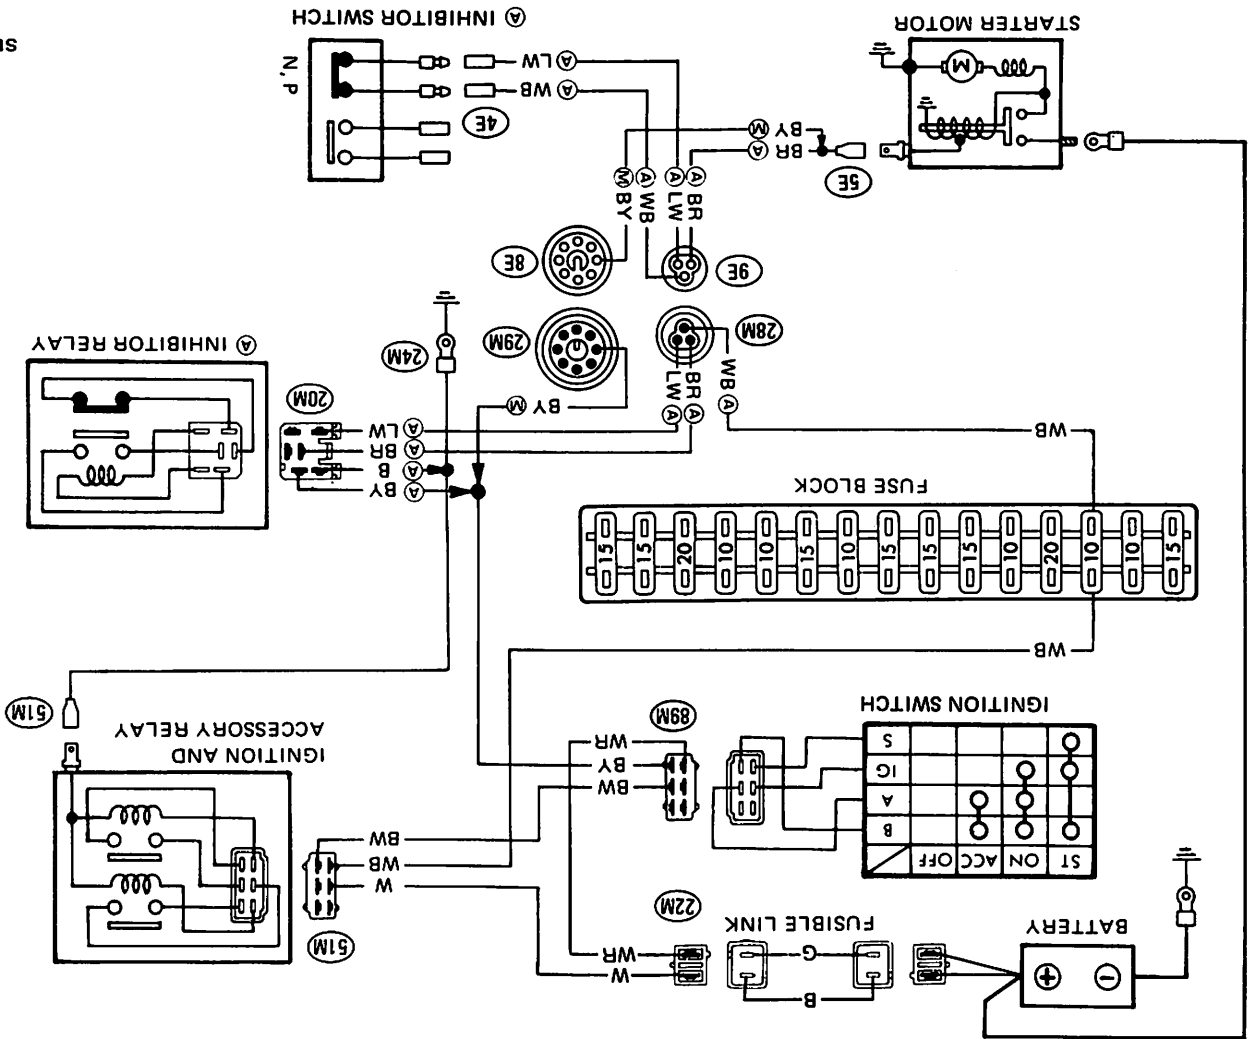 B
W
WR
G
BATTERY
FUSIBLE LINK
22M
51M
ST
ON
ACC
OFF
B
A
IG
S
IGNITION SWITCH
W
WB
BW
BW
BY
WR
89M
IGNITION AND
ACCESSORY RELAY
51M
WB
15 10 10 20 10 15 15 15 10 15 10 10 20 15 15
FUSE BLOCK
WB
BY A
B A
BR A
LW A
BY M
20M
WB A
BR A
LW A
28M
29M
24M
A INHIBITOR RELAY
9E
8E
BR A
LW A
WB A
BY M
5E
BR A
BY M
4E
WB A
LW A
N, P
M
STARTER MOTOR
A INHIBITOR SWITCH